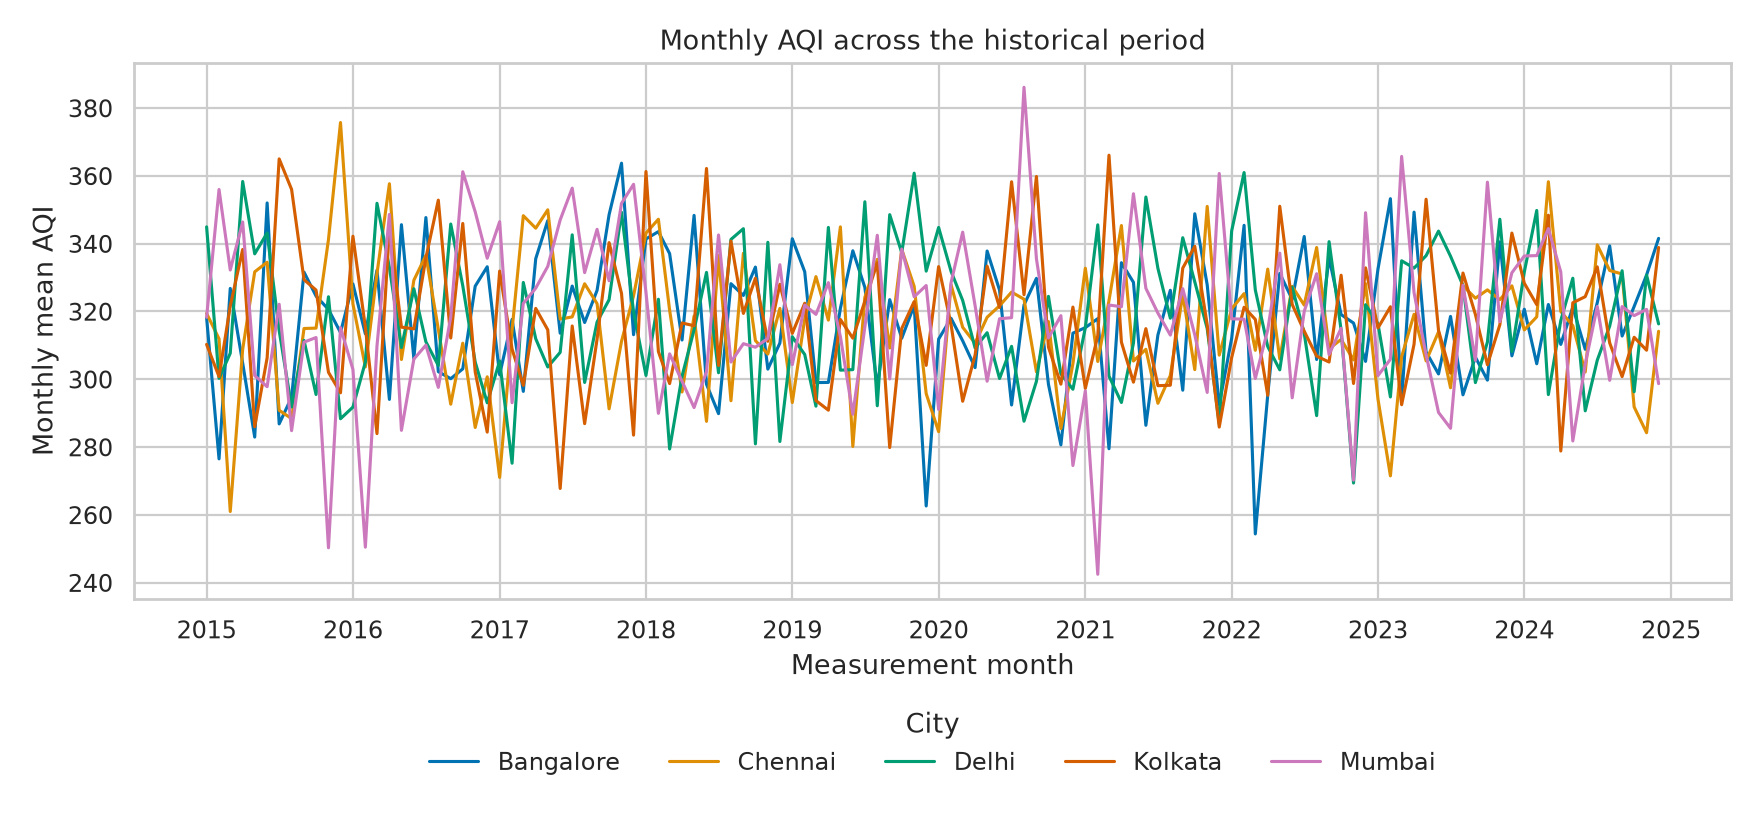 Monthly AQI across the historical period
Monthly mean AQI
380
360
340
320
300
280
260
240
2015 2016 2017 2018 2019 2020 2021 2022 2023 2024 2025
Measurement month
City
Bangalore Chennai Delhi Kolkata Mumbai